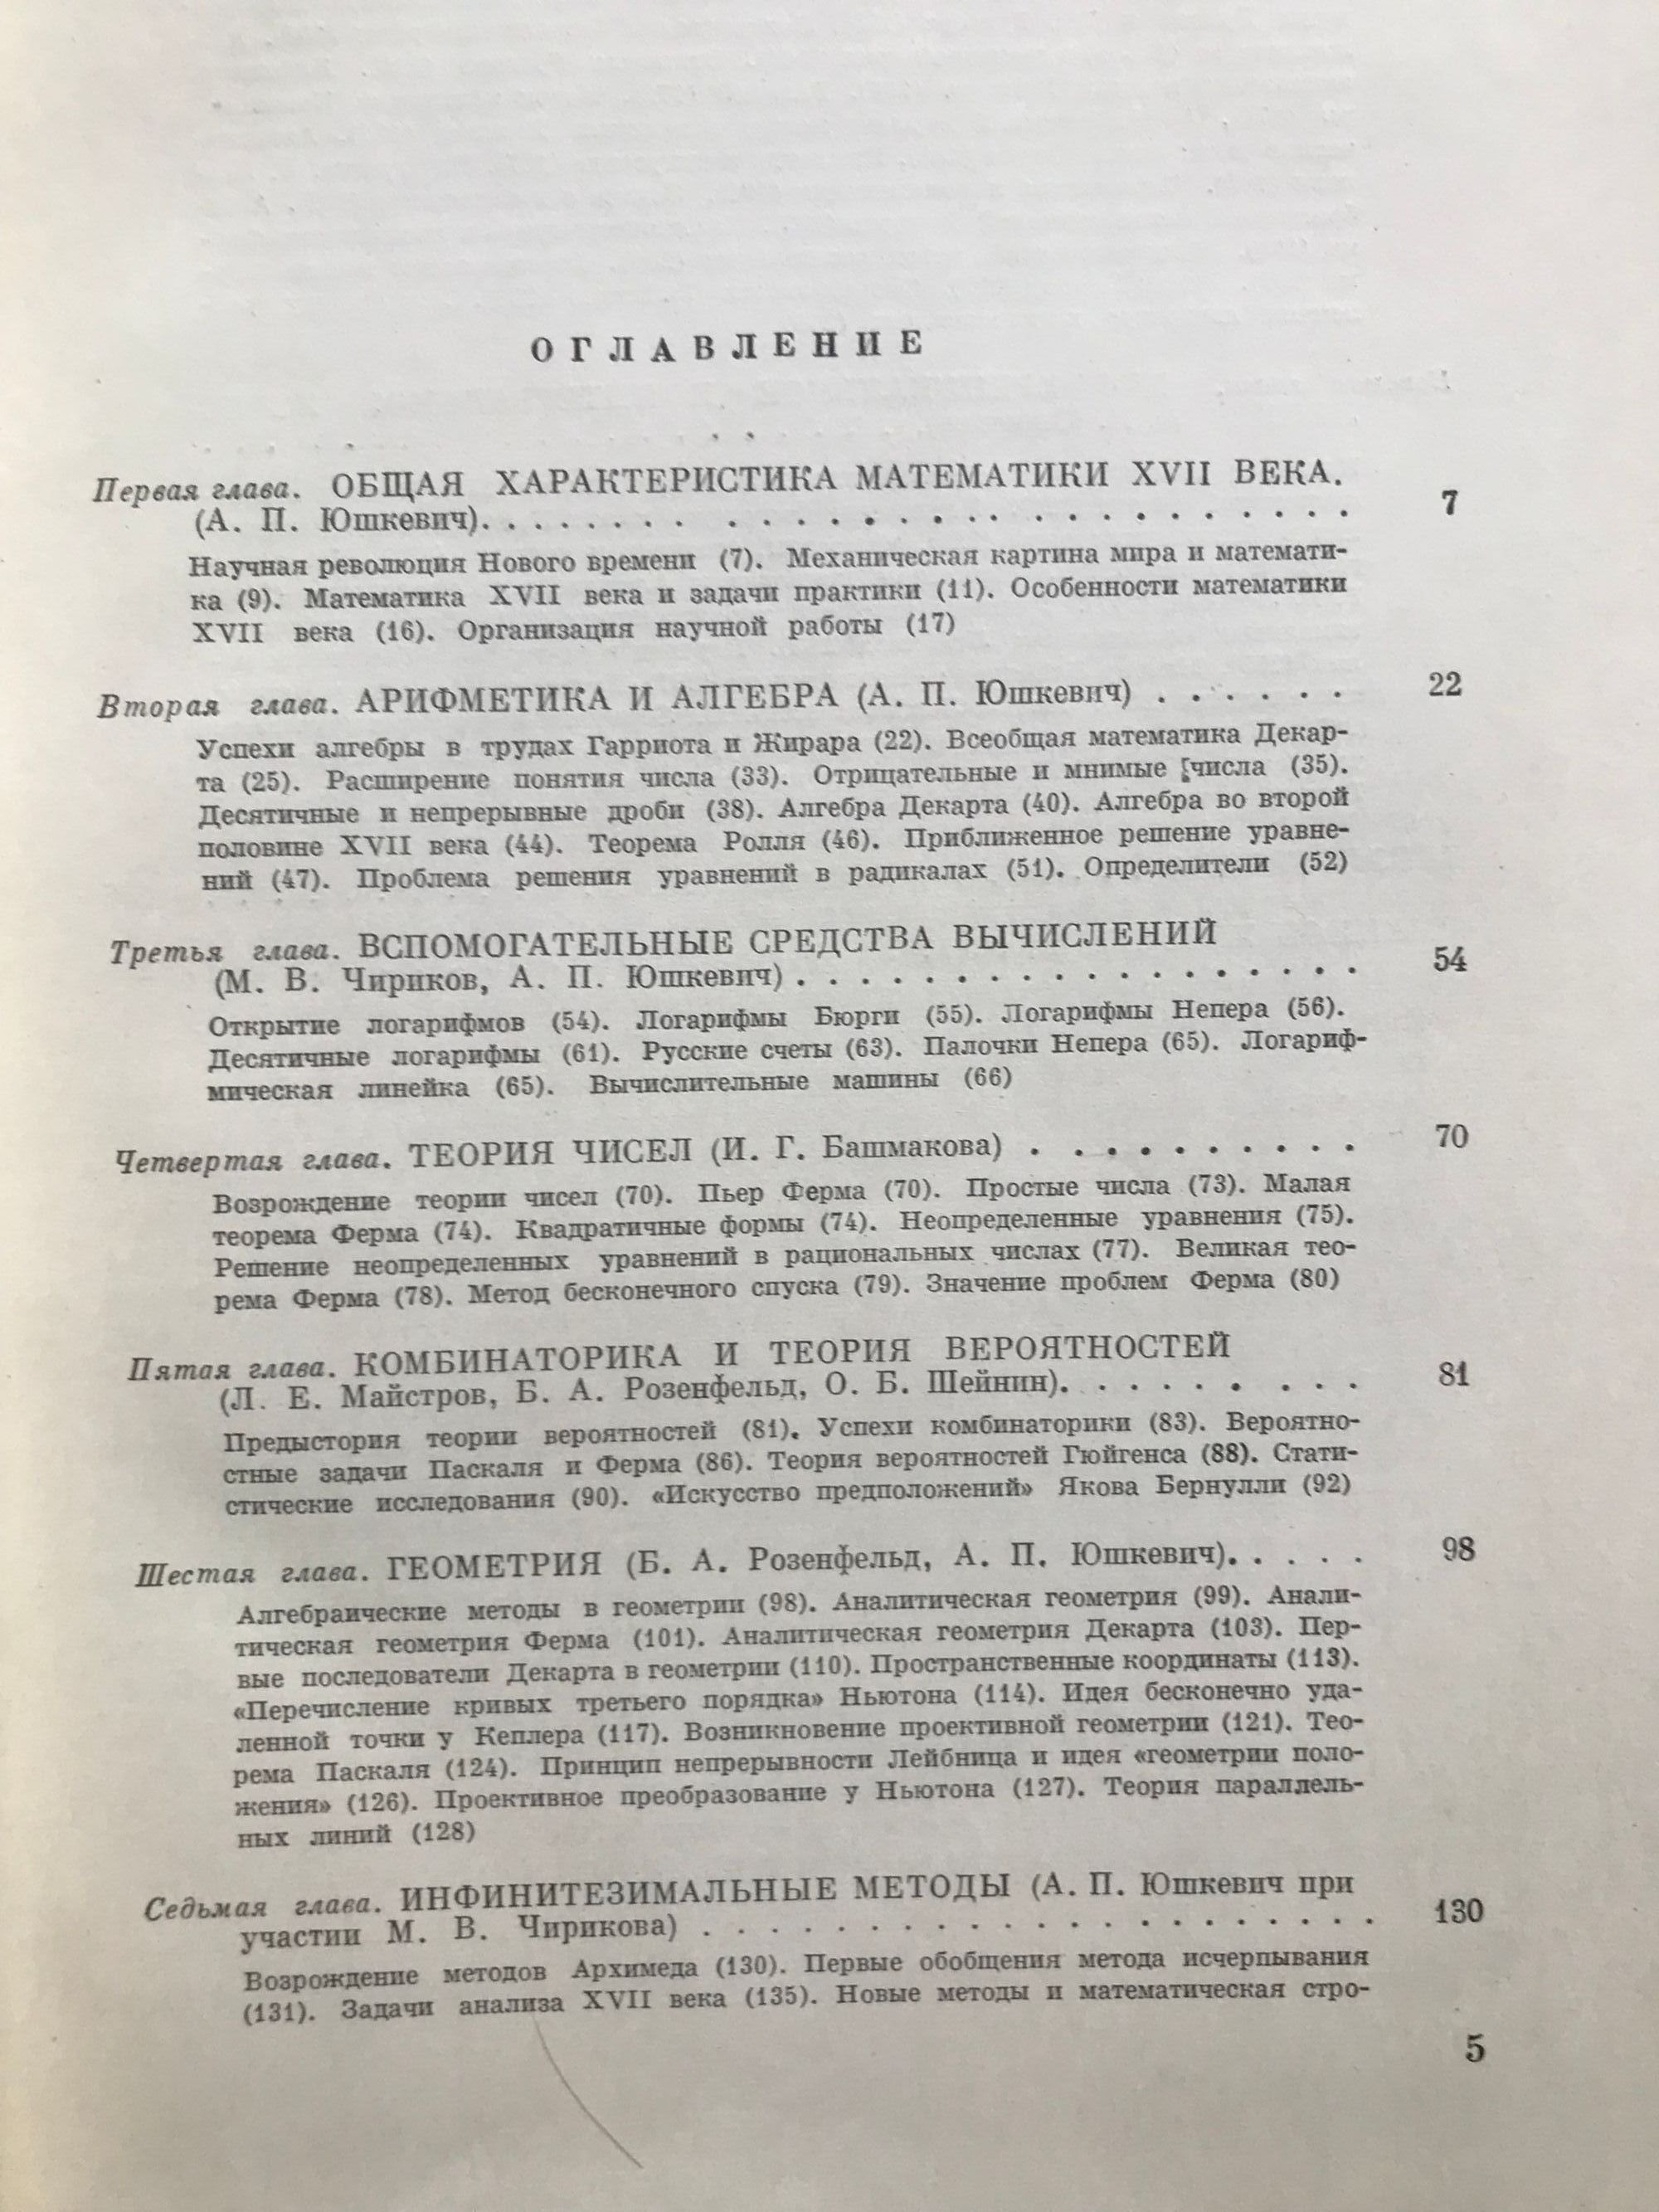 ОГЛАВЛЕНИЕ
Первая глава. ОБЩАЯ ХАРАКТЕРИСТИКА МАТЕМАТИКИ XVII ВЕКА.
(А. П. Юшкевич). . . . . . . . . . . . . . . . . . . . . . . . 7
Научная революция Нового времени (7). Механическая картина мира и математи-
ка (9). Математика XVII века и задачи практики (11). Особенности математики
XVII века (16). Организация научной работы (17)
Вторая глава. АРИФМЕТИКА И АЛГЕБРА (А. П. Юшкевич) . . . . . . 22
Успехи алгебры в трудах Гарриота и Жирара (22). Всеобщая математика Декар-
та (25). Расширение понятия числа (33). Отрицательные и мнимые [числа (35).
Десятичные и непрерывные дроби (38). Алгебра Декарта (40). Алгебра во второй
половине XVII века (44). Теорема Ролля (46). Приближенное решение уравне-
ний (47). Проблема решения уравнений в радикалах (51). Определители (52)
Третья глава. ВСПОМОГАТЕЛЬНЫЕ СРЕДСТВА ВЫЧИСЛЕНИЙ
(М. В. Чириков, А. П. Юшкевич) . . . . . . . . . . . . . . . . 54
Открытие логарифмов (54). Логарифмы Бюрги (55). Логарифмы Непера (56).
Десятичные логарифмы (61). Русские счеты (63). Палочки Непера (65). Логариф-
мическая линейка (65). Вычислительные машины (66)
Четвертая глава. ТЕОРИЯ ЧИСЕЛ (И. Г. Башмакова) . . . . . . . . . . 70
Возрождение теории чисел (70). Пьер Ферма (70). Простые числа (73). Малая
теорема Ферма (74). Квадратичные формы (74). Неопределенные уравнения (75).
Решение неопределенных уравнений в рациональных числах (77). Великая тео-
рема Ферма (78). Метод бесконечного спуска (79). Значение проблем Ферма (80)
Пятая глава. КОМБИНАТОРИКА И ТЕОРИЯ ВЕРОЯТНОСТЕЙ
(Л. Е. Майстров, Б. А. Розенфельд, О. Б. Шейнин). . . . . . . . . 81
Предыстория теории вероятностей (81). Успехи комбинаторики (83). Вероятно-
стные задачи Паскаля и Ферма (86). Теория вероятностей Гюйгенса (88). Стати-
стические исследования (90). «Искусство предположений» Якова Бернулли (92)
Шестая глава. ГЕОМЕТРИЯ (Б. А. Розенфельд, А. П. Юшкевич). . . . . 98
Алгебраические методы в геометрии (98). Аналитическая геометрия (99). Анали-
тическая геометрия Ферма (101). Аналитическая геометрия Декарта (103). Пер-
вые последователи Декарта в геометрии (110). Пространственные координаты (113).
«Перечисление кривых третьего порядка» Ньютона (114). Идея бесконечно уда-
ленной точки у Кеплера (117). Возникновение проективной геометрии (121). Тео-
рема Паскаля (124). Принцип непрерывности Лейбница и идея «геометрии поло-
жения» (126). Проективное преобразование у Ньютона (127). Теория параллель-
ных линий (128)
Седьмая глава. ИНФИНИТЕЗИМАЛЬНЫЕ МЕТОДЫ (А. П. Юшкевич при
участии М. В. Чирикова) . . . . . . . . . . . . . . . . . . . . 130
Возрождение методов Архимеда (130). Первые обобщения метода исчерпывания
(131). Задачи анализа XVII века (135). Новые методы и математическая стро-
5